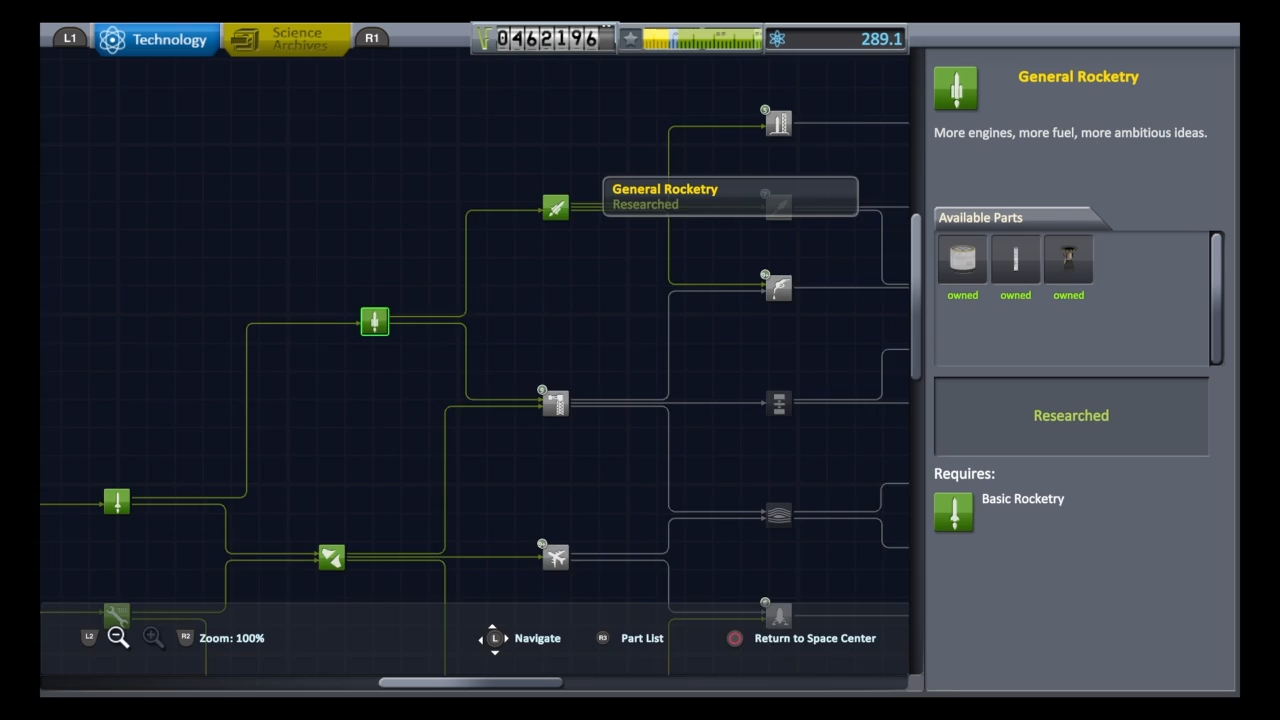 L1
Technology
Science
Archives
R1
0462196
289.1
General Rocketry
More engines, more fuel, more ambitious ideas.
General Rocketry
Researched
Available Parts
owned
owned
owned
Researched
Requires:
Basic Rocketry
L2
R2
Zoom: 100%
L
Navigate
R3
Part List
Return to Space Center